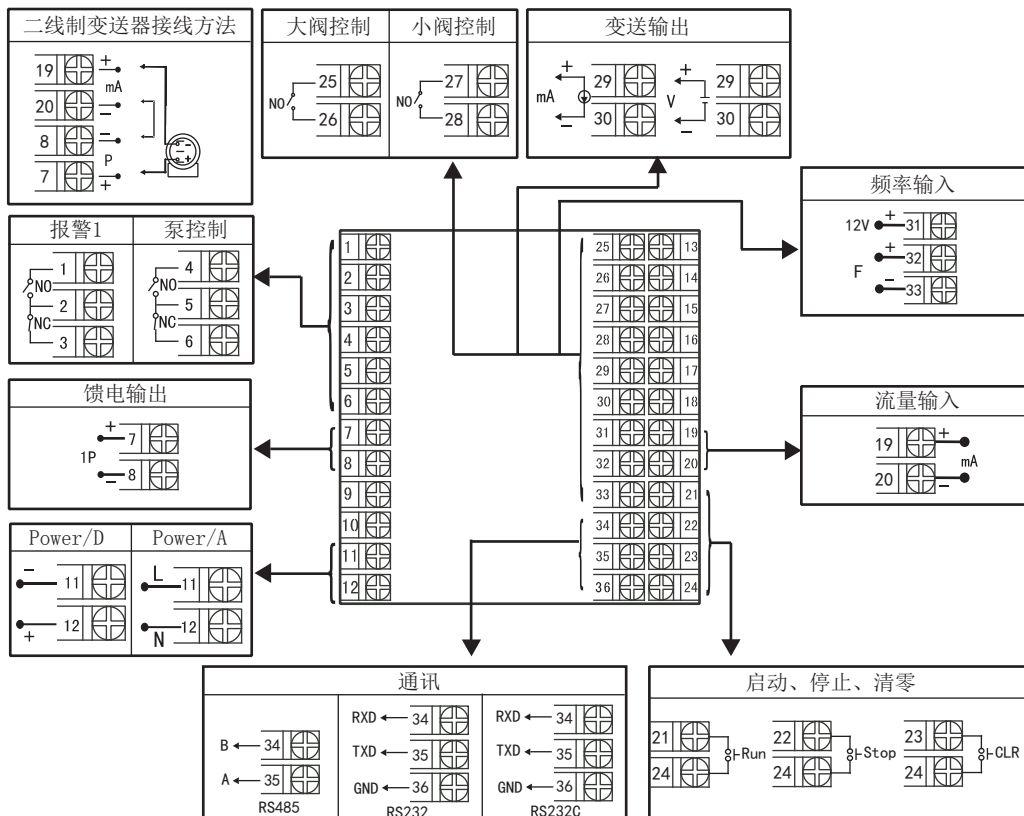 二线制变送器接线方法
19 + mA
20 −
8 − P
7 +
大阀控制 小阀控制
NO 25 NO 27
26 28
变送输出
+ 29 + 29
mA V
− 30 − 30
频率输入
12V + 31
F + 32
− 33
报警1 泵控制
1 4
NO NO
2 5
NC NC
3 6
馈电输出
+ 7
1P
− 8
Power/D Power/A
− 11 L 11
+ 12 N 12
1 25 13
2 26 14
3 27 15
4 28 16
5 29 17
6 30 18
7 31 19
8 32 20
9 33 21
10 34 22
11 35 23
12 36 24
流量输入
19 +
mA
20 −
通讯
B 34
A 35
RS485
RXD 34
TXD 35
GND 36
RS232
RXD 34
TXD 35
GND 36
RS232C
启动、停止、清零
21 22 23
Run Stop CLR
24 24 24